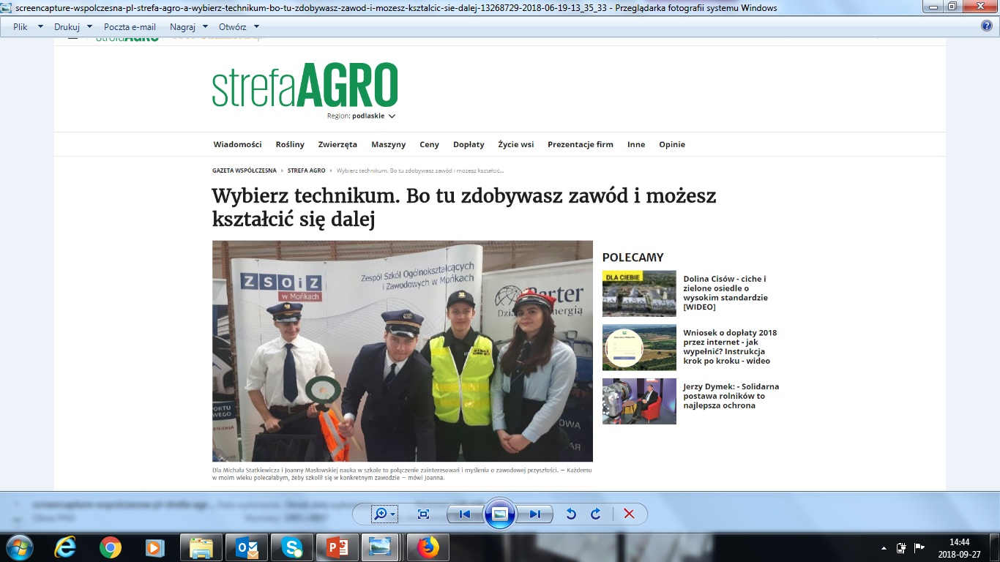 screencapture-wspolczesna-pl-strefa-agro-a-wybierz-technikum-bo-tu-zdobywasz-zawod-i-mozesz-ksztalcic-sie-dalej-13268729-2018-06-19-13_35_33 - Przeglądarka fotografii systemu Windows
Plik Drukuj Poczta e-mail Nagraj Otwórz
strefaAGRO
strefaAGRO
Region: podlaskie
Wiadomości Rośliny Zwierzęta Maszyny Ceny Dopłaty Życie wsi Prezentacje firm Inne Opinie
GAZETA WSPÓŁCZESNA STREFA AGRO Wybierz technikum. Bo tu zdobywasz zawód i możesz kształcić...
Wybierz technikum. Bo tu zdobywasz zawód i możesz
kształcić się dalej
ZSOiZ
w Mońkach
Zespół Szkół Ogólnokształcących
i Zawodowych w Mońkach
Dla Michała Statkiewicza i Joanny Masłowskiej nauka w szkole to połączenie zainteresowań i myślenia o zawodowej przyszłości. – Każdemu
w moim wieku polecałabym, żeby szkolił się w konkretnym zawodzie – mówi Joanna.
POLECAMY
DLA CIEBIE
Dolina Cisów - ciche i
zielone osiedle o
wysokim standardzie
[WIDEO]
Wniosek o dopłaty 2018
przez internet - jak
wypełnić? Instrukcja
krok po kroku - wideo
Jerzy Dymek: - Solidarna
postawa rolników to
najlepsza ochrona
14:44
2018-09-27